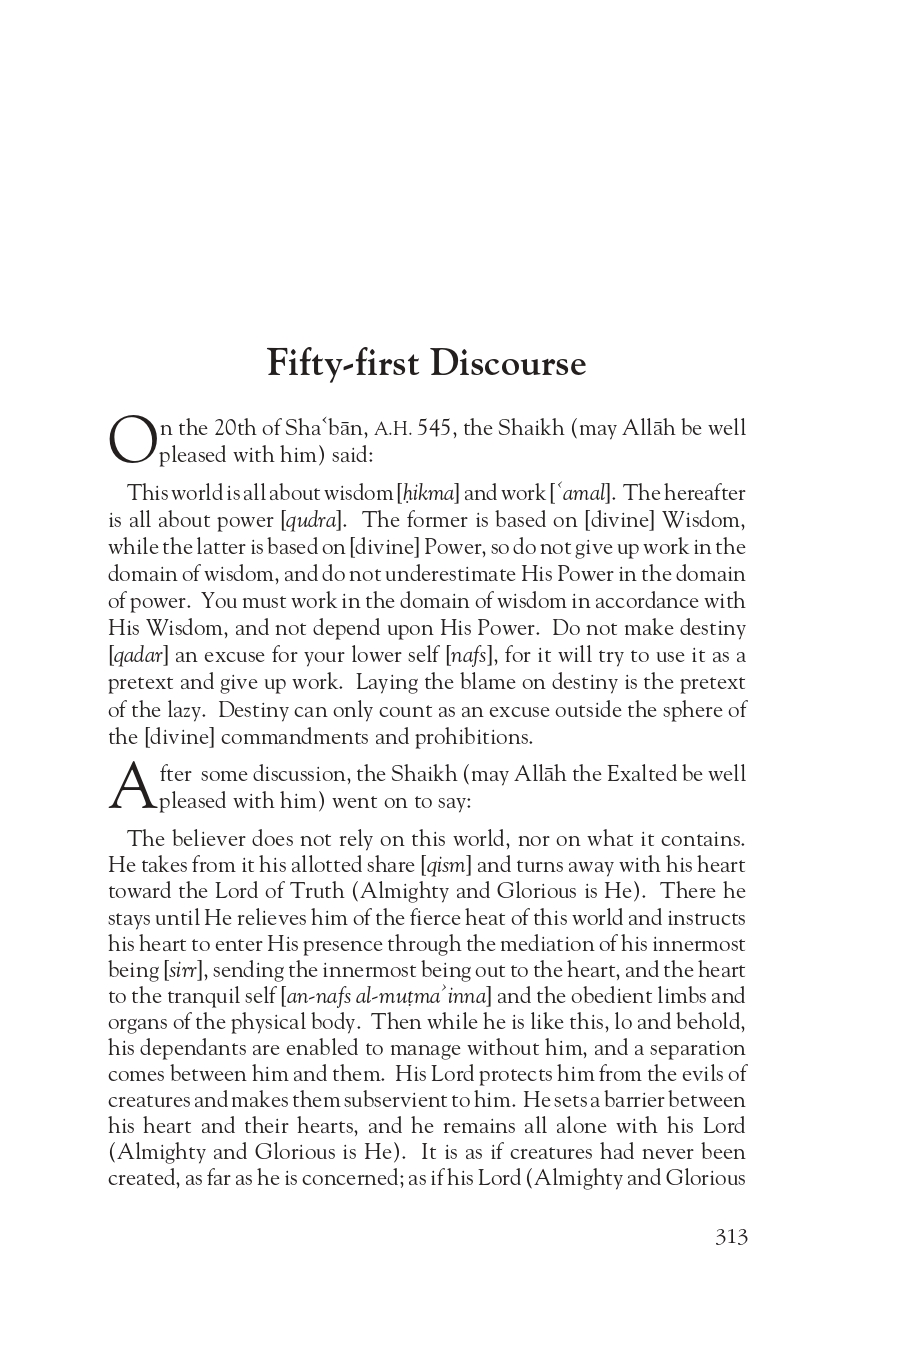 Fifty-first Discourse
On the 20th of Shaʿbān, A.H. 545, the Shaikh (may Allāh be well
pleased with him) said:
This world is all about wisdom [ḥikma] and work [ʿamal]. The hereafter
is all about power [qudra]. The former is based on [divine] Wisdom,
while the latter is based on [divine] Power, so do not give up work in the
domain of wisdom, and do not underestimate His Power in the domain
of power. You must work in the domain of wisdom in accordance with
His Wisdom, and not depend upon His Power. Do not make destiny
[qadar] an excuse for your lower self [nafs], for it will try to use it as a
pretext and give up work. Laying the blame on destiny is the pretext
of the lazy. Destiny can only count as an excuse outside the sphere of
the [divine] commandments and prohibitions.
After some discussion, the Shaikh (may Allāh the Exalted be well
pleased with him) went on to say:
The believer does not rely on this world, nor on what it contains.
He takes from it his allotted share [qism] and turns away with his heart
toward the Lord of Truth (Almighty and Glorious is He). There he
stays until He relieves him of the fierce heat of this world and instructs
his heart to enter His presence through the mediation of his innermost
being [sirr], sending the innermost being out to the heart, and the heart
to the tranquil self [an-nafs al-muṭmaʾinna] and the obedient limbs and
organs of the physical body. Then while he is like this, lo and behold,
his dependants are enabled to manage without him, and a separation
comes between him and them. His Lord protects him from the evils of
creatures and makes them subservient to him. He sets a barrier between
his heart and their hearts, and he remains all alone with his Lord
(Almighty and Glorious is He). It is as if creatures had never been
created, as far as he is concerned; as if his Lord (Almighty and Glorious
313